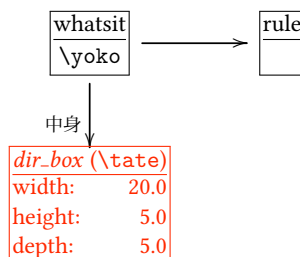 whatsit
rule
\yoko
中身
dir_box (\tate)
width: 20.0
height: 5.0
depth: 5.0